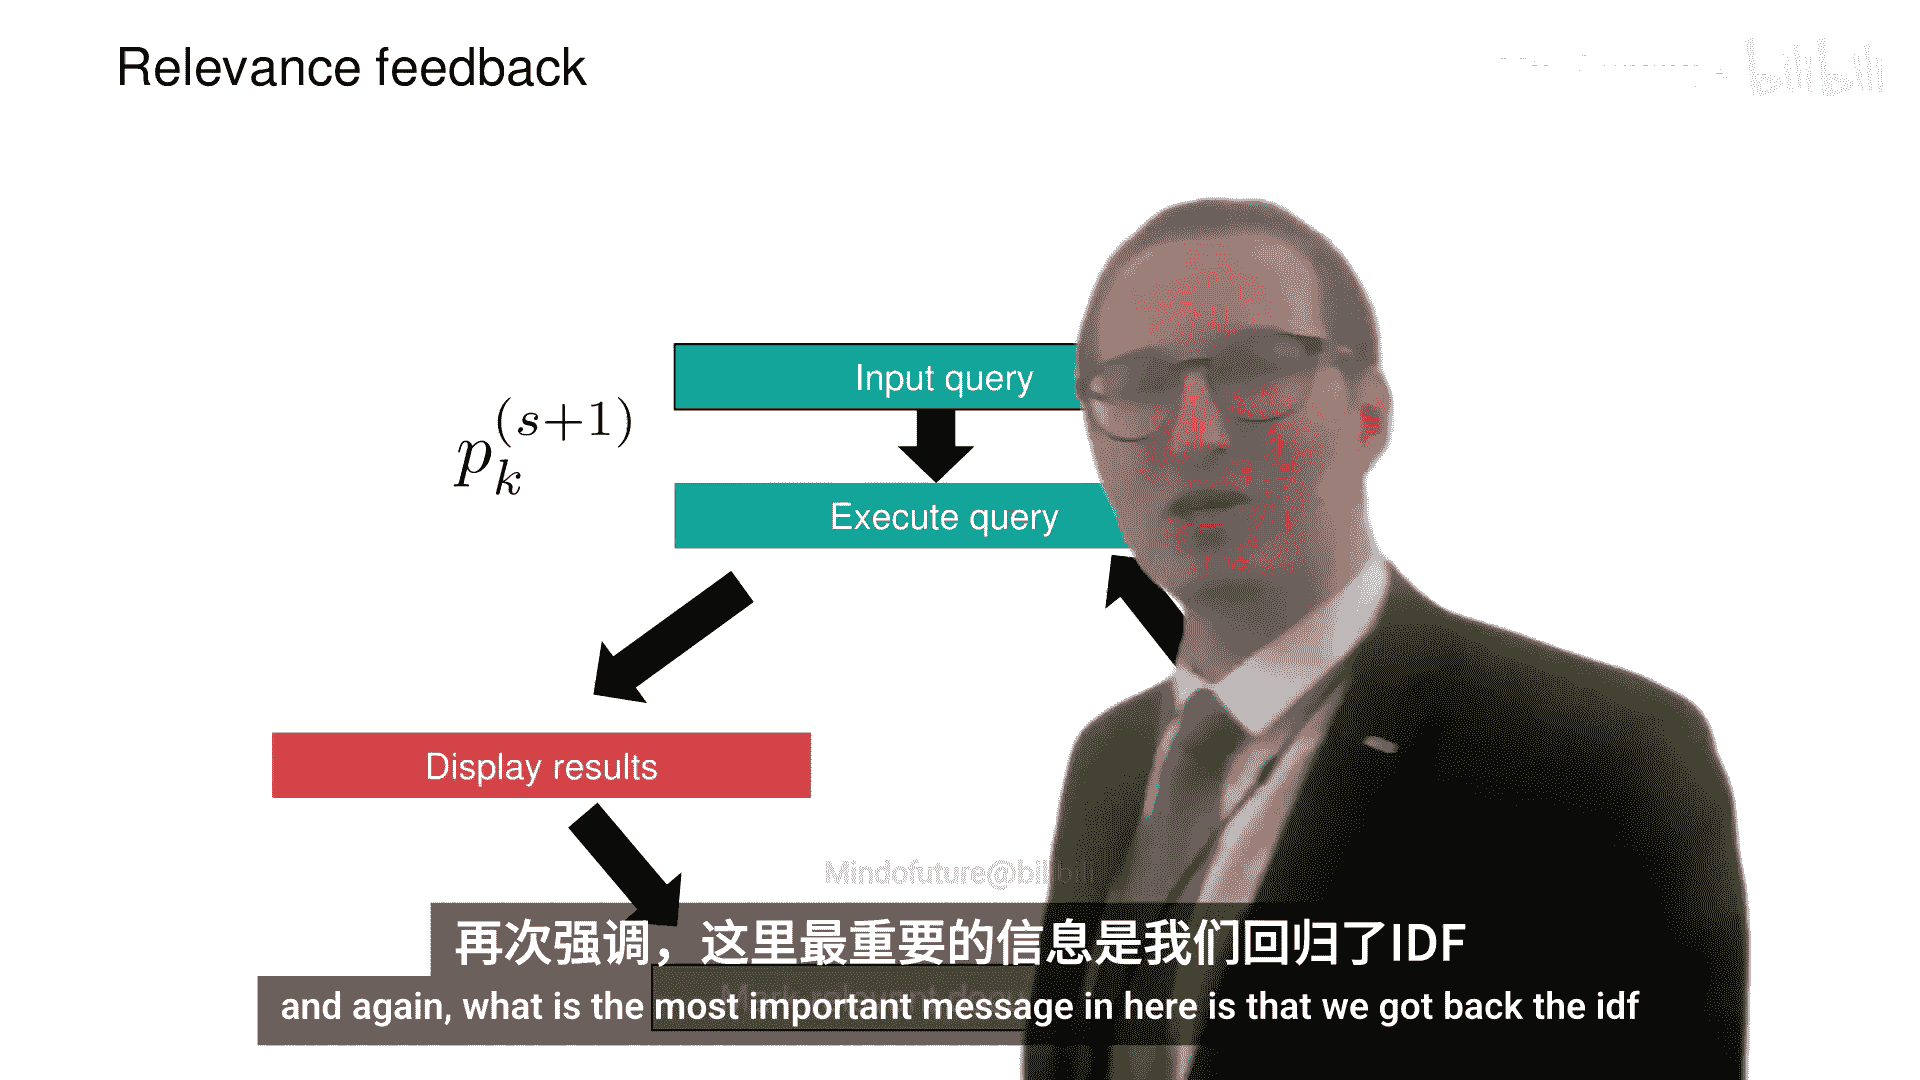 Relevance feedback
bilibili
Input query
p_k^{(s+1)}
Execute query
Display results
Mindofuture@bilibili
再次强调，这里最重要的信息是我们回归了IDF
and again, what is the most important message in here is that we got back the idf